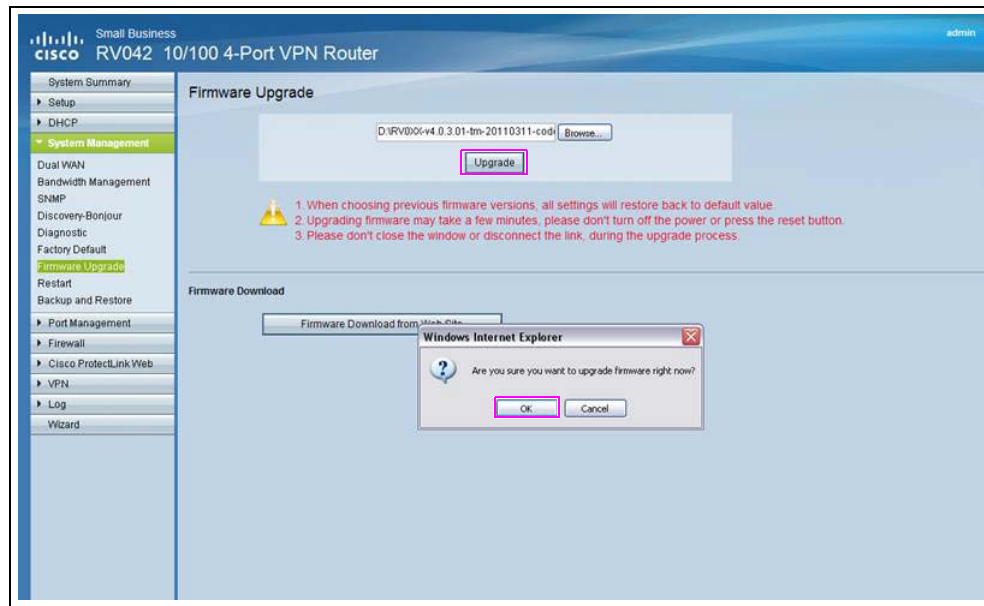 Small Business
cisco RV042 10/100 4-Port VPN Router
admin
System Summary
Setup
DHCP
System Management
Dual WAN
Bandwidth Management
SNMP
Discovery-Bonjour
Diagnostic
Factory Default
Firmware Upgrade
Restart
Backup and Restore
Port Management
Firewall
Cisco ProtectLink Web
VPN
Log
Wizard
Firmware Upgrade
D:\RV0XX-v4.0.3.01-tm-20110311-code
Browse...
Upgrade
1. When choosing previous firmware versions, all settings will restore back to default value.
2. Upgrading firmware may take a few minutes, please don't turn off the power or press the reset button.
3. Please don't close the window or disconnect the link, during the upgrade process.
Firmware Download
Firmware Download from Web Site
Windows Internet Explorer
Are you sure you want to upgrade firmware right now?
OK
Cancel